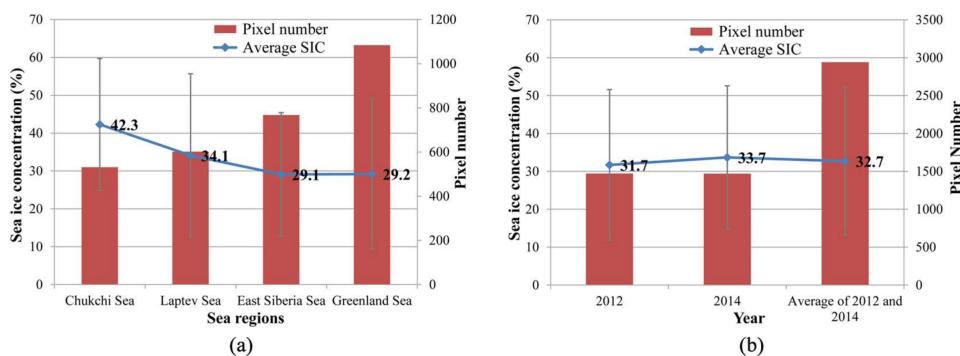 Pixel number
Average SIC
Sea ice concentration (%)
70
60
50
40
30
20
10
0
42.3
34.1
29.1
29.2
1200
1000
800
600
400
200
0
Pixel number
Chukchi Sea
Laptev Sea
East Siberia Sea
Greenland Sea
Sea regions
(a)
Pixel number
Average SIC
Sea ice concentration (%)
70
60
50
40
30
20
10
0
31.7
33.7
32.7
3500
3000
2500
2000
1500
1000
500
0
Pixel Number
2012
2014
Average of 2012 and
2014
Year
(b)